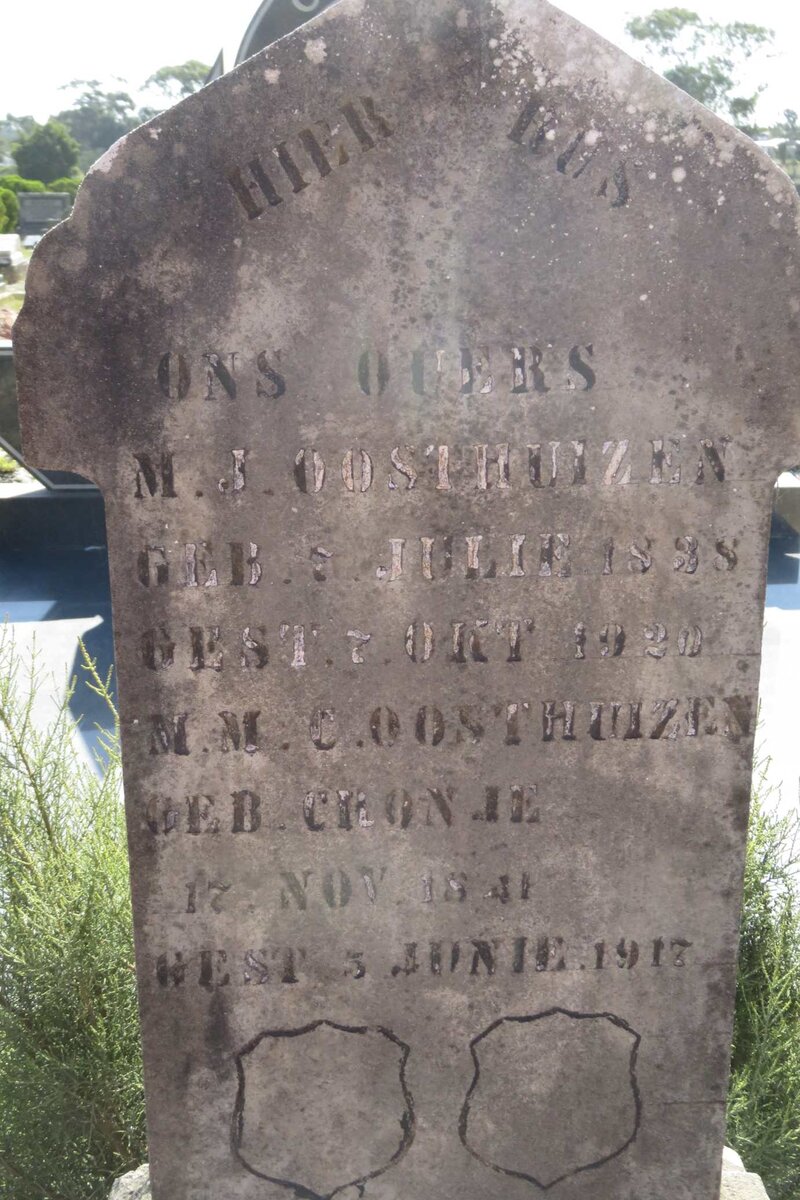 HIER RUS
ONS OUERS
M.J. OOSTHUIZEN
GEB. 7. JULIE. 1838
GEST. 7. OKT. 1920
M.M.C. OOSTHUIZEN
GEB. CRONJE
17. NOV. 1841
GEST. 5 JUNIE. 1917